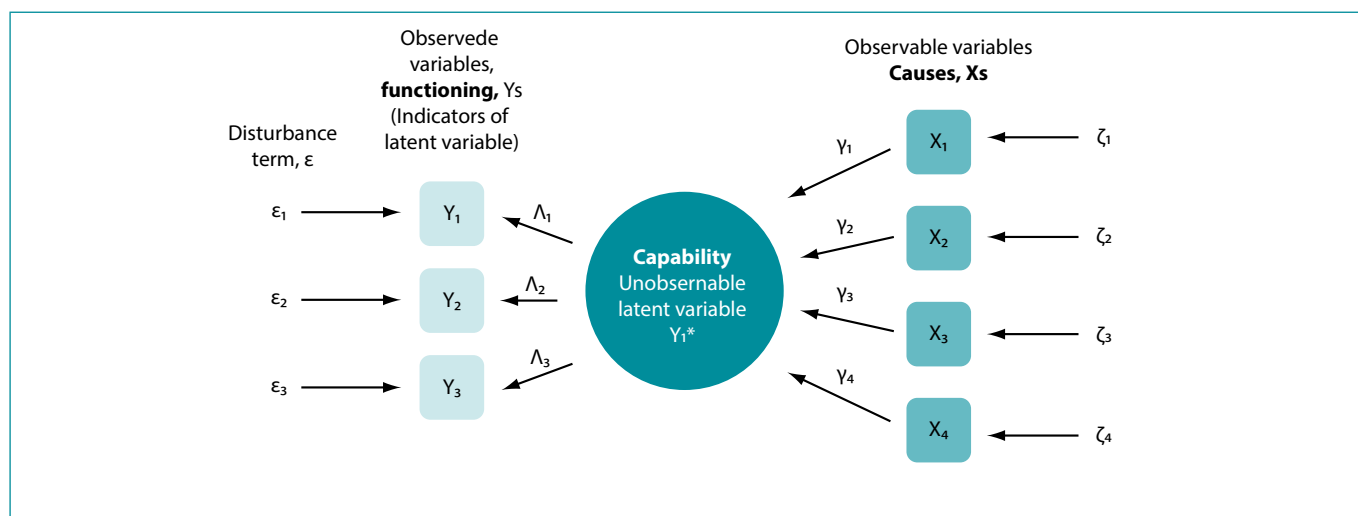 Observede
variables,
functioning, Ys
(Indicators of
latent variable)
Observable variables
Causes, Xs
Disturbance
term, ε
ε₁
Y₁
Λ₁
ε₂
Y₂
Λ₂
ε₃
Y₃
Λ₃
Capability
Unobsernable
latent variable
Y₁*
γ₁
X₁
ζ₁
γ₂
X₂
ζ₂
γ₃
X₃
ζ₃
γ₄
X₄
ζ₄